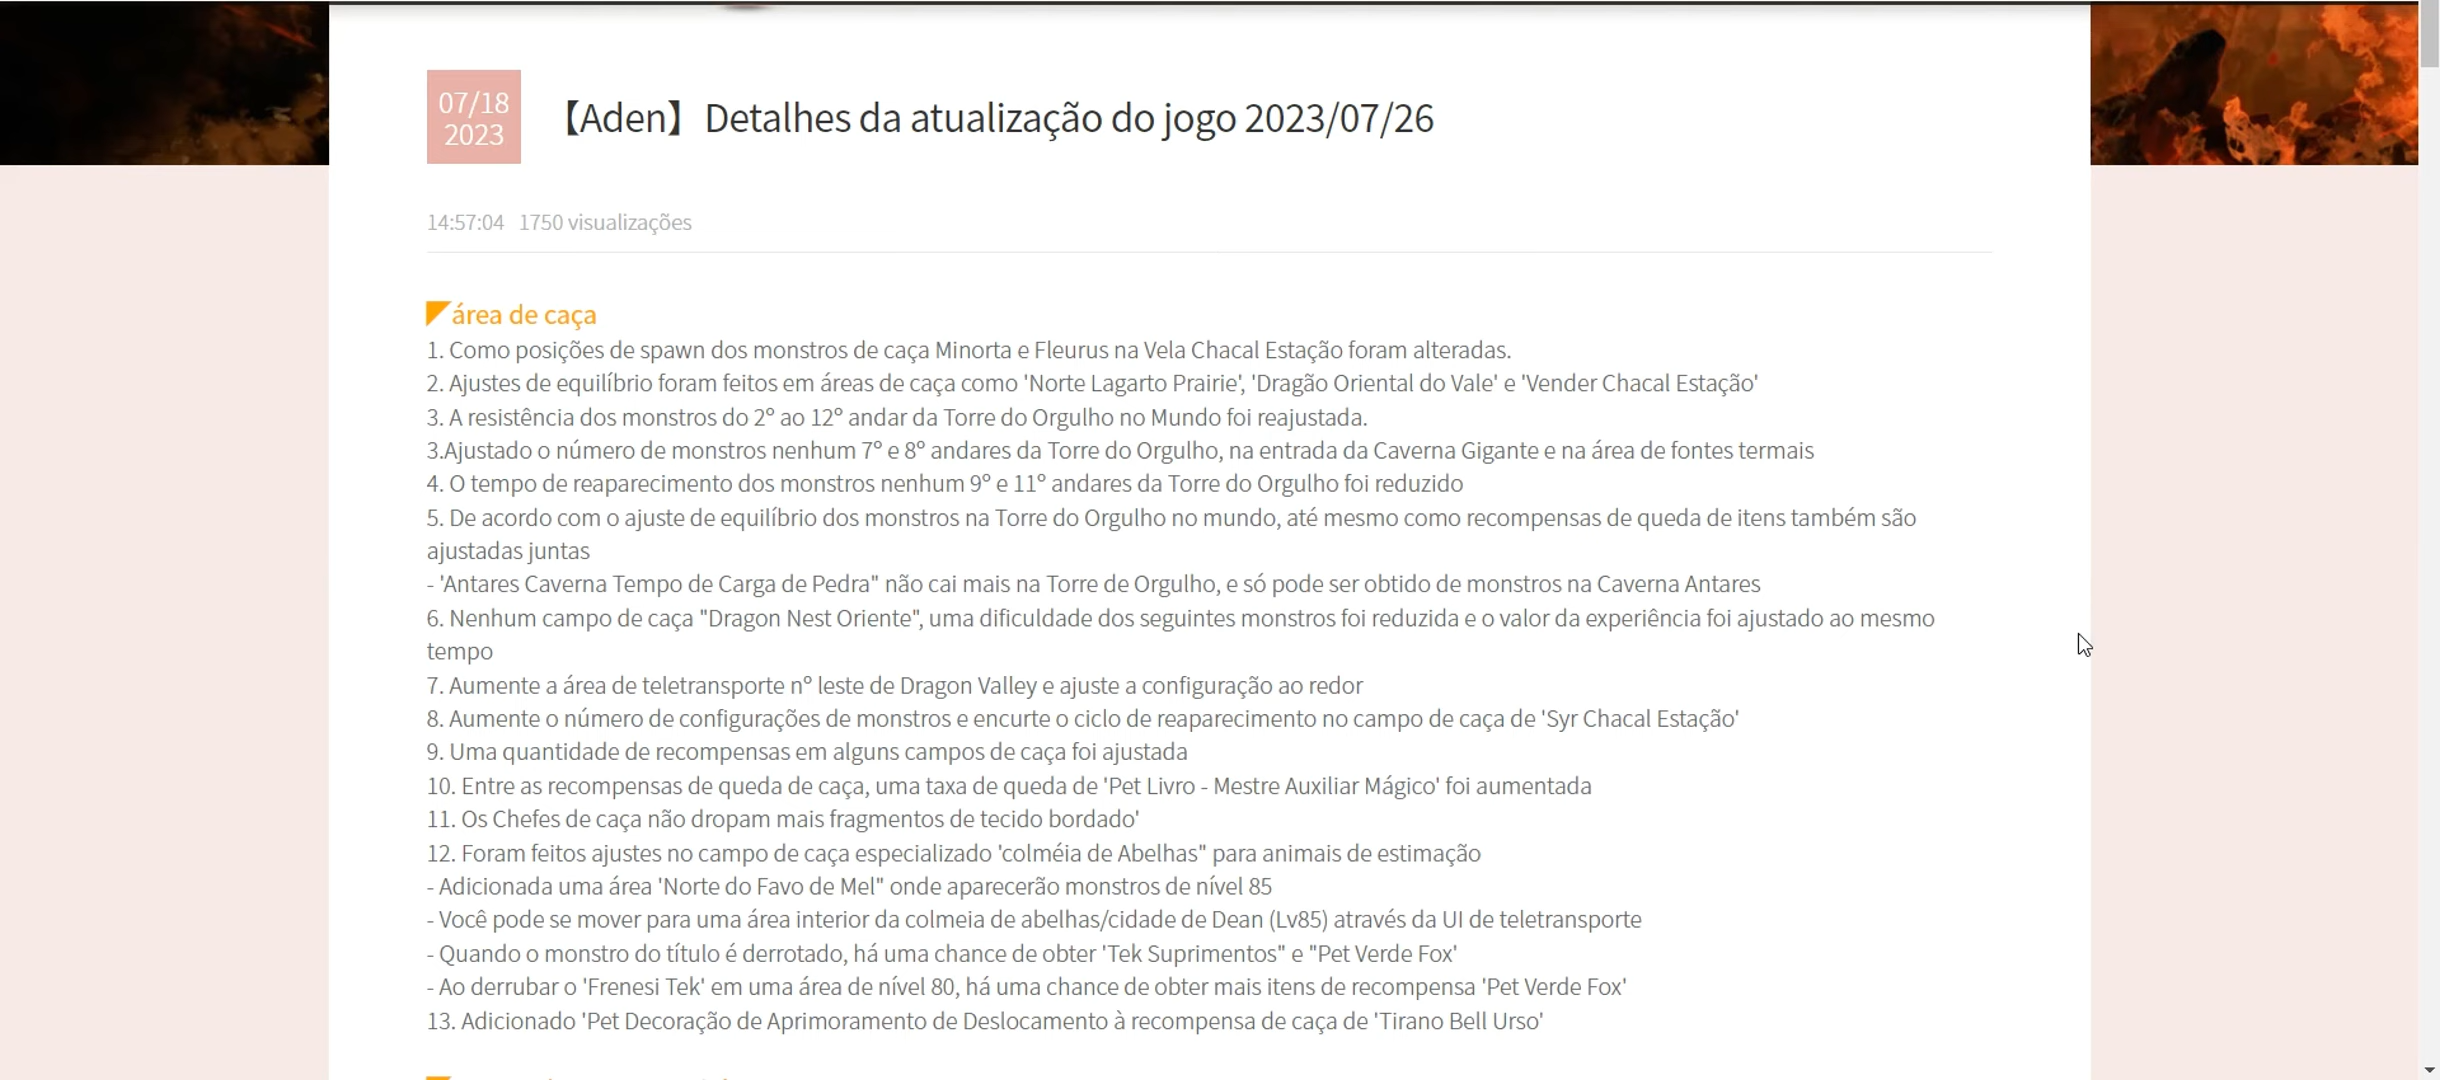 07/18
2023
【Aden】Detalhes da atualização do jogo 2023/07/26
14:57:04 1750 visualizações
área de caça
1. Como posições de spawn dos monstros de caça Minorta e Fleurus na Vela Chacal Estação foram alteradas.
2. Ajustes de equilíbrio foram feitos em áreas de caça como 'Norte Lagarto Prairie', 'Dragão Oriental do Vale' e 'Vender Chacal Estação'
3. A resistência dos monstros do 2º ao 12º andar da Torre do Orgulho no Mundo foi reajustada.
3.Ajustado o número de monstros nenhum 7º e 8º andares da Torre do Orgulho, na entrada da Caverna Gigante e na área de fontes termais
4. O tempo de reaparecimento dos monstros nenhum 9º e 11º andares da Torre do Orgulho foi reduzido
5. De acordo com o ajuste de equilíbrio dos monstros na Torre do Orgulho no mundo, até mesmo como recompensas de queda de itens também são
ajustadas juntas
- 'Antares Caverna Tempo de Carga de Pedra" não cai mais na Torre de Orgulho, e só pode ser obtido de monstros na Caverna Antares
6. Nenhum campo de caça "Dragon Nest Oriente", uma dificuldade dos seguintes monstros foi reduzida e o valor da experiência foi ajustado ao mesmo
tempo
7. Aumente a área de teletransporte nº leste de Dragon Valley e ajuste a configuração ao redor
8. Aumente o número de configurações de monstros e encurte o ciclo de reaparecimento no campo de caça de 'Syr Chacal Estação'
9. Uma quantidade de recompensas em alguns campos de caça foi ajustada
10. Entre as recompensas de queda de caça, uma taxa de queda de 'Pet Livro - Mestre Auxiliar Mágico' foi aumentada
11. Os Chefes de caça não dropam mais fragmentos de tecido bordado'
12. Foram feitos ajustes no campo de caça especializado 'colméia de Abelhas" para animais de estimação
- Adicionada uma área 'Norte do Favo de Mel" onde aparecerão monstros de nível 85
- Você pode se mover para uma área interior da colmeia de abelhas/cidade de Dean (Lv85) através da UI de teletransporte
- Quando o monstro do título é derrotado, há uma chance de obter 'Tek Suprimentos" e "Pet Verde Fox'
- Ao derrubar o 'Frenesi Tek' em uma área de nível 80, há uma chance de obter mais itens de recompensa 'Pet Verde Fox'
13. Adicionado 'Pet Decoração de Aprimoramento de Deslocamento à recompensa de caça de 'Tirano Bell Urso'